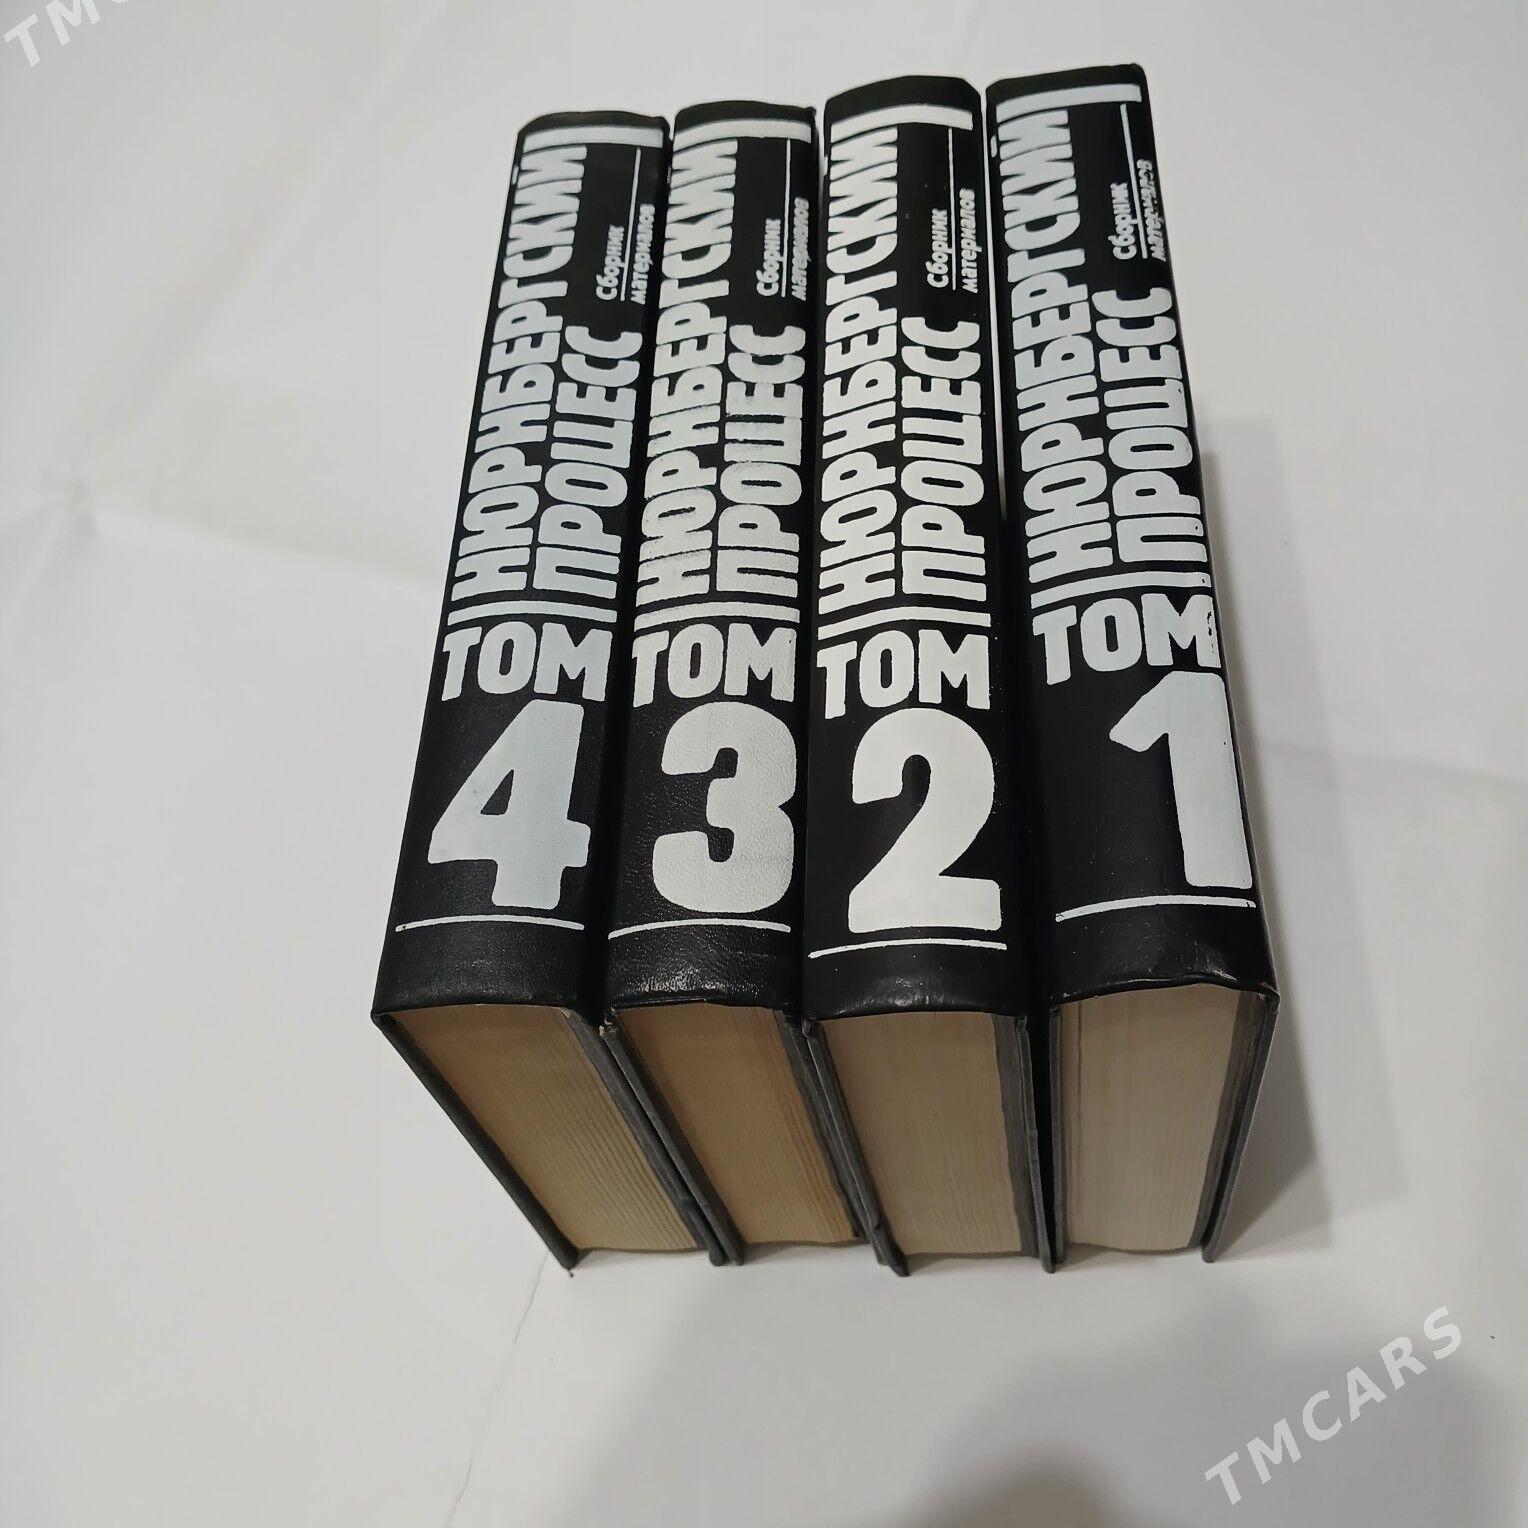 TMC
НЮРНБЕРГСКИЙ
ПРОЦЕСС
Сборник
материалов
ТОМ
4
НЮРНБЕРГСКИЙ
ПРОЦЕСС
Сборник
материалов
ТОМ
3
НЮРНБЕРГСКИЙ
ПРОЦЕСС
Сборник
материалов
ТОМ
2
НЮРНБЕРГСКИЙ
ПРОЦЕСС
Сборник
материалов
ТОМ
1
TMCARS